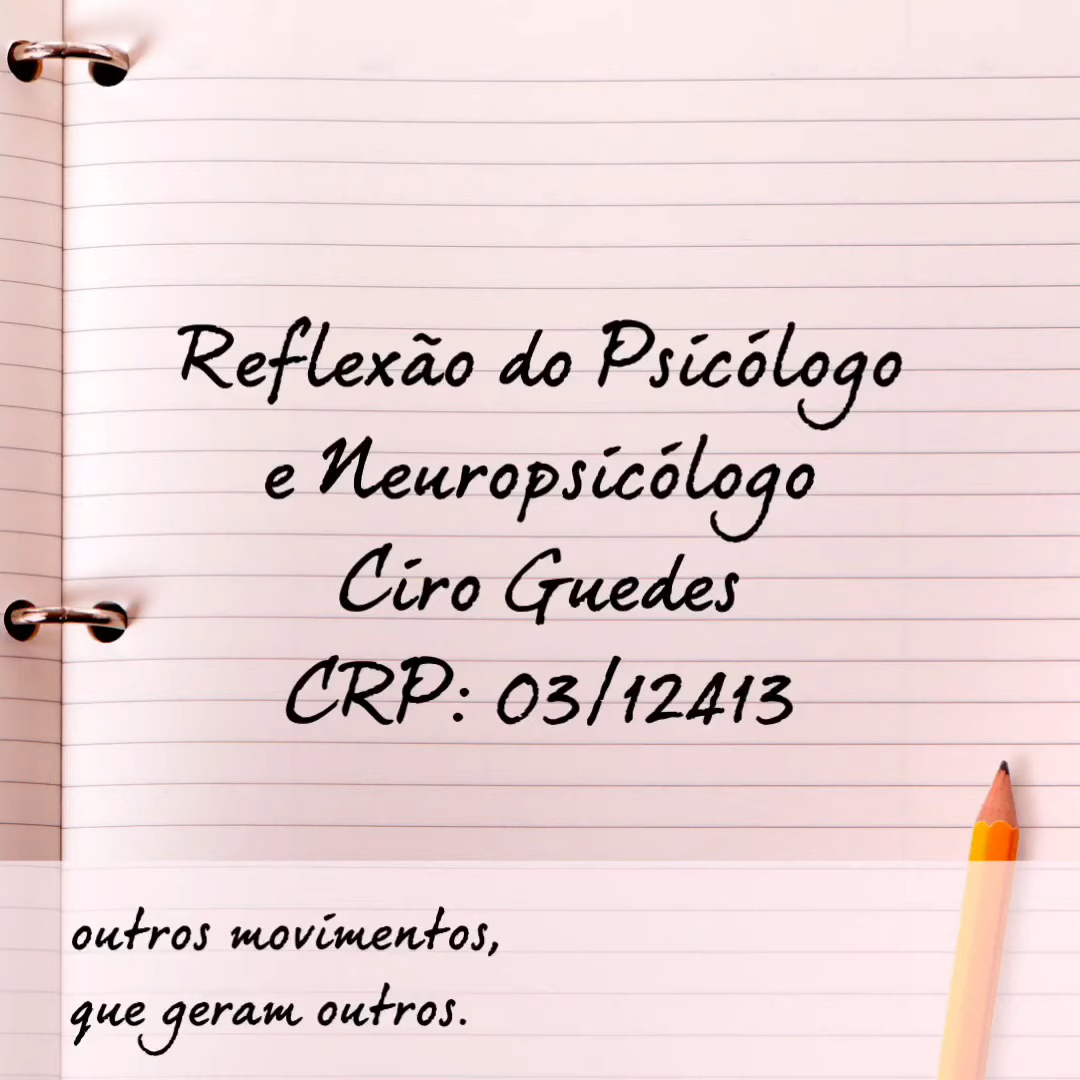 Reflexão do Psicólogo
e Neuropsicólogo
Ciro Guedes
CRP: 03/12413
outros movimentos,
que geram outros.